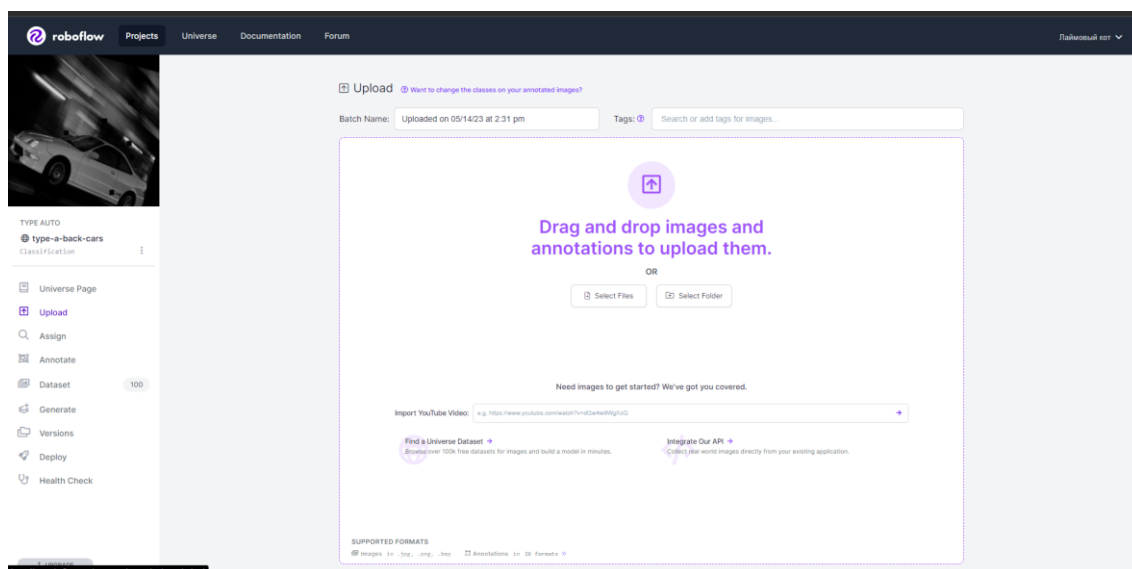 roboflow Projects Universe Documentation Forum Лаймовый кот
Upload Want to change the classes on your annotated images?
Batch Name: Uploaded on 05/14/23 at 2:31 pm Tags: Search or add tags for images...
Drag and drop images and
annotations to upload them.
OR
Select Files Select Folder
TYPE AUTO
type-a-back-cars
Classification
Universe Page
Upload
Assign
Annotate
Dataset 100
Generate
Versions
Deploy
Health Check
UPGRADE
Need images to get started? We've got you covered.
Import YouTube Video:
Find a Universe Dataset →
Browse over 100k free datasets for images and build a model in minutes.
Integrate Our API →
Collect real world images directly from your existing application.
SUPPORTED FORMATS
Images in .jpg, .png, .bmp Annotations in 26 formats »